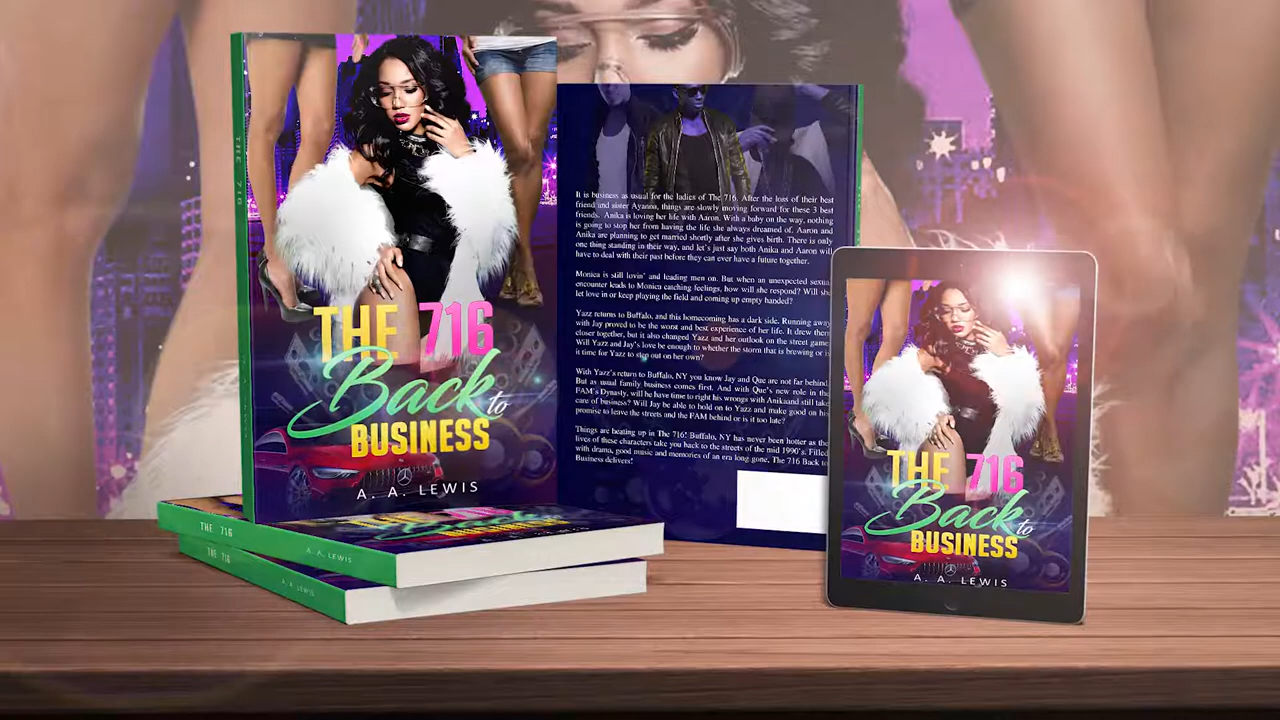 THE 716
THE 716
Back to
BUSINESS
A. A. LEWIS
It is business as usual for the ladies of The 716. After the loss of their best
friend and sister Ayanna, things are slowly moving forward for these 3 best
friends. Anika is loving her life with Aaron. With a baby on the way, nothing
is going to stop her from having the life she always dreamed of. Aaron and
Anika are planning to get married shortly after she gives birth. There is only
one thing standing in their way, and let's just say both Anika and Aaron will
have to deal with their past before they can ever have a future together.
Monica is still lovin' and leading men on. But when an unexpected sexua
encounter leads to Monica catching feelings, how will she respond? Will she
let love in or keep playing the field and coming up empty handed?
Yazz returns to Buffalo, and this homecoming has a dark side. Running away
with Jay proved to be the worst and best experience of her life. It drew them
closer together, but it also changed Yazz and her outlook on the street game.
Will Yazz and Jay's love be enough to whether the storm that is brewing or is
it time for Yazz to step out on her own?
With Yazz's return to Buffalo, NY you know Jay and Que are not far behind.
But as usual family business comes first. And with Que's new role in the
FAM's Dynasty, will he have time to right his wrongs with Anikaand still take
care of business? Will Jay be able to hold on to Yazz and make good on his
promise to leave the streets and the FAM behind or is it too late?
Things are heating up in The 716! Buffalo, NY has never been hotter as the
lives of these characters take you back to the streets of the mid 1990's. Filled
with drama, good music and memories of an era long gone, The 716 Back to
Business delivers!
THE 716
Back to
BUSINESS
A. A. LEWIS
THE 716
A. A. LEWIS
THE 716
A. A. LEWIS